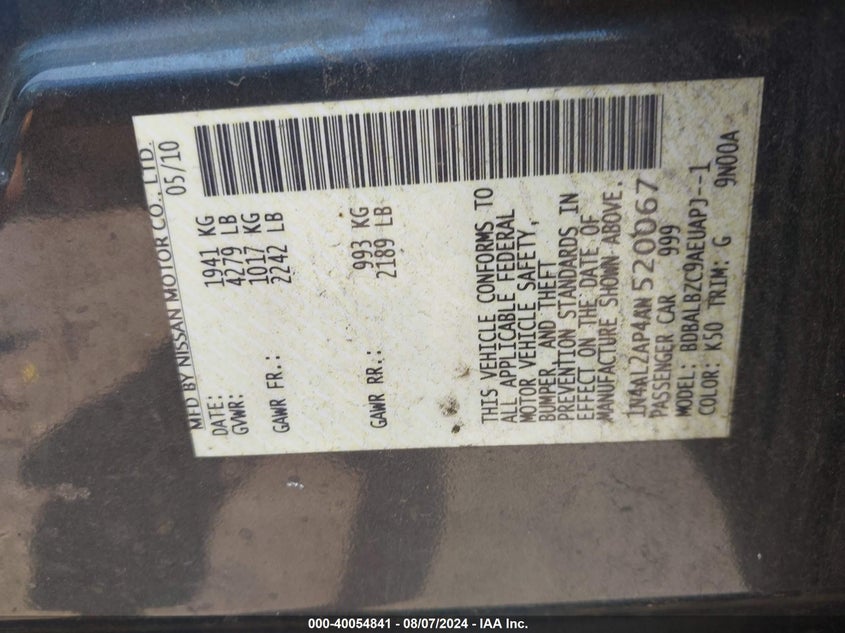 MFD BY NISSAN MOTOR CO., LTD.
DATE: 05/10
GVWR: 1941 KG
4279 LB
GAWR FR.: 1017 KG
2242 LB
GAWR RR.: 993 KG
2189 LB
THIS VEHICLE CONFORMS TO
ALL APPLICABLE FEDERAL
MOTOR VEHICLE SAFETY,
BUMPER, AND THEFT
PREVENTION STANDARDS IN
EFFECT ON THE DATE OF
MANUFACTURE SHOWN ABOVE.
1N4AL2AP4AN520067
PASSENGER CAR 999
MODEL: BDBALBZC9AEUAPJ--1
COLOR: K50 TRIM: G 9N00A
000-40054841 - 08/07/2024 - IAA Inc.